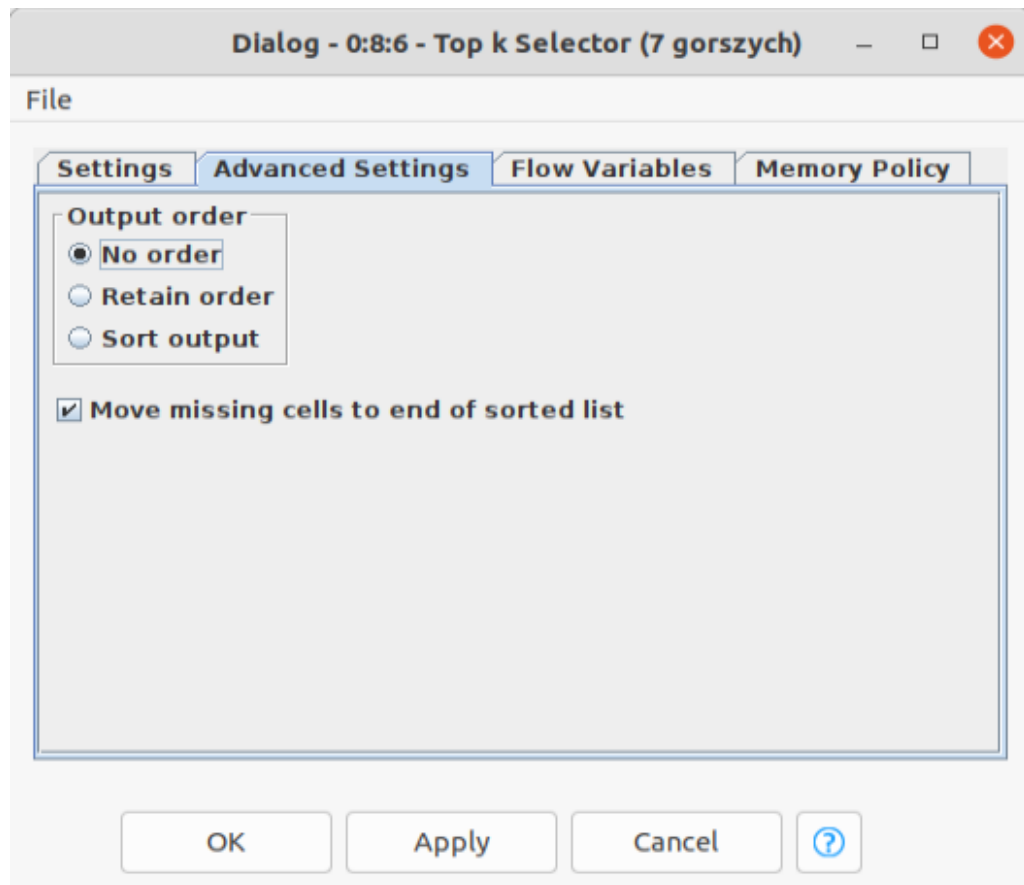 Dialog - 0:8:6 - Top k Selector (7 gorszych)
File
Settings Advanced Settings Flow Variables Memory Policy
Output order
No order
Retain order
Sort output
Move missing cells to end of sorted list
OK Apply Cancel ?